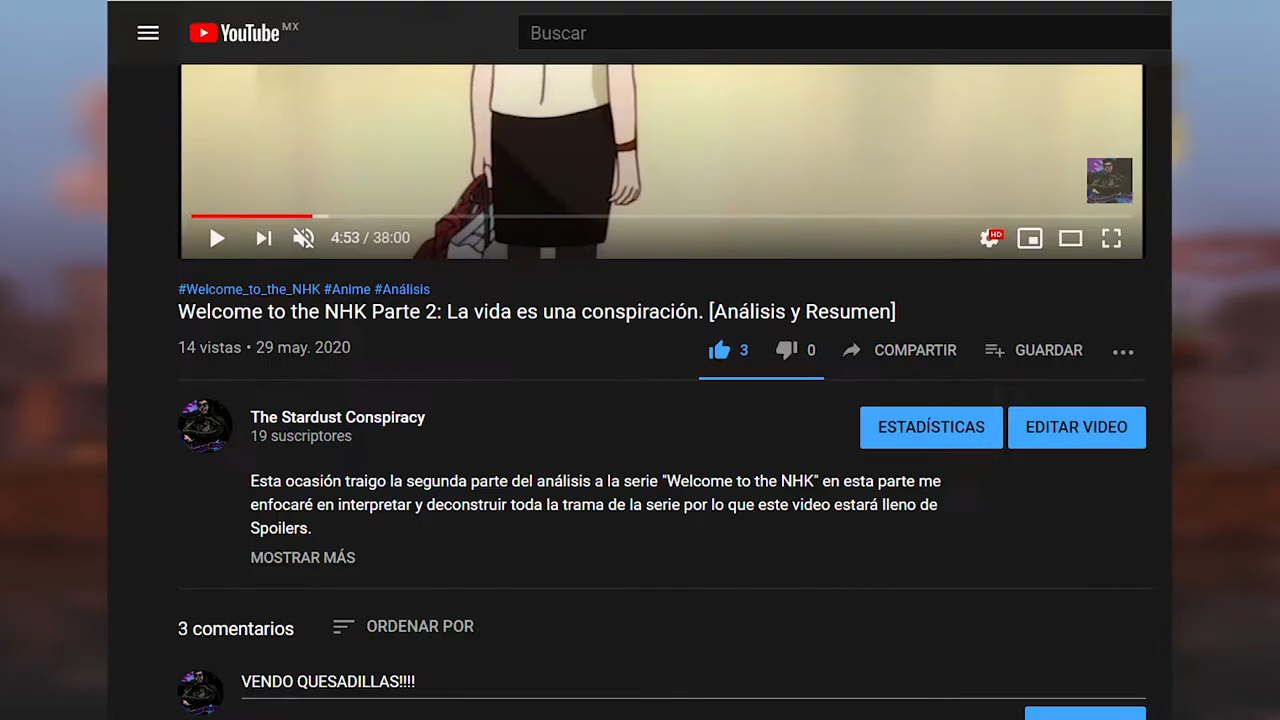 YouTube MX
Buscar
4:53 / 38:00
HD
#Welcome_to_the_NHK #Anime #Análisis
Welcome to the NHK Parte 2: La vida es una conspiración. [Análisis y Resumen]
14 vistas • 29 may. 2020
3 0 COMPARTIR GUARDAR
The Stardust Conspiracy
19 suscriptores
ESTADÍSTICAS EDITAR VIDEO
Esta ocasión traigo la segunda parte del análisis a la serie "Welcome to the NHK" en esta parte me
enfocaré en interpretar y deconstruir toda la trama de la serie por lo que este video estará lleno de
Spoilers.
MOSTRAR MÁS
3 comentarios ORDENAR POR
VENDO QUESADILLAS!!!!